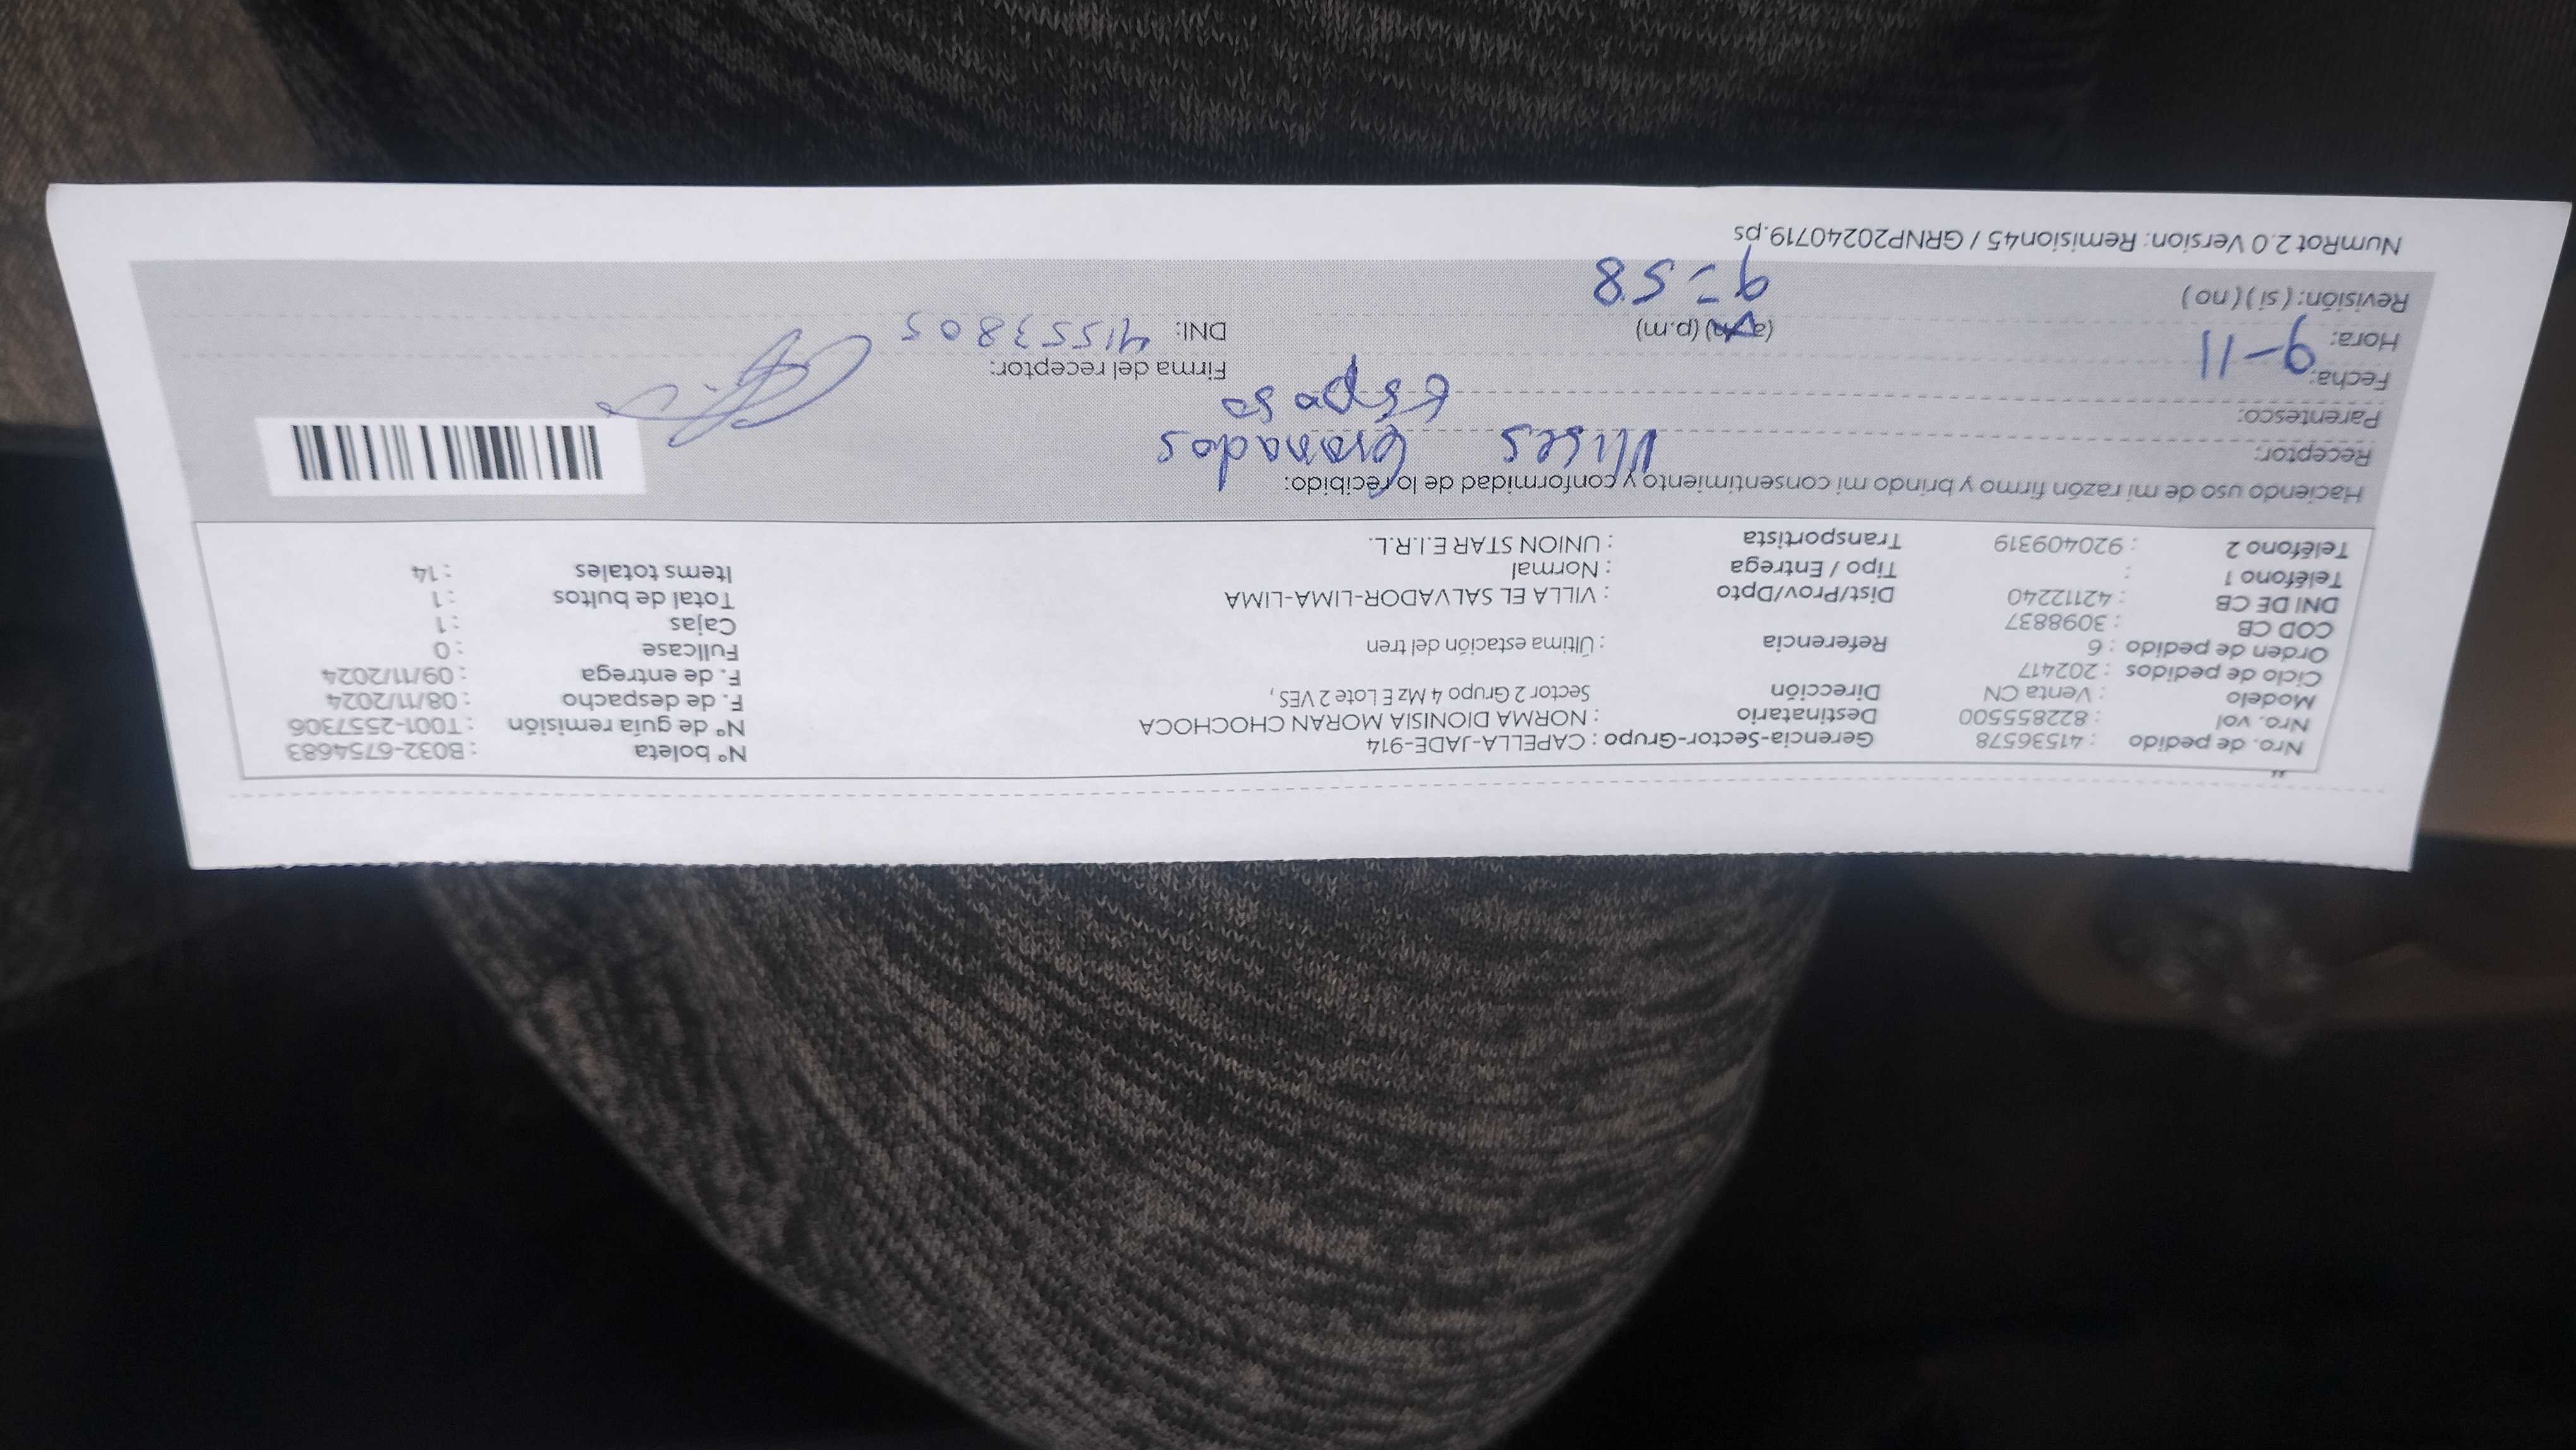 Nro. de pedido : 41536578 Gerencia-Sector-Grupo : CAPELLA-JADE-914 N° boleta : B032-6754683
Nro. vol : 822855500 Destinatario : NORMA DIONISIA MORAN CHOCHOCA N° de guía remisión : T001-2557306
Modelo : Venta CN Dirección Sector 2 Grupo 4 Mz E Lote 2 VES, F. de despacho : 08/11/2024
Ciclo de pedidos : 202417 F. de entrega : 09/11/2024
Orden de pedido : 6 Referencia : Última estación del tren Fullcase : 0
COD CB : 3098837 Cajas : 1
DNI DE CB : 42112240 Dist/Prov/Dpto : VILLA EL SALVADOR-LIMA-LIMA Total de bultos : 1
Teléfono 1 : Tipo / Entrega : Normal Items totales : 14
Teléfono 2 : 920409319 Transportista : UNION STAR E.I.R.L.
Haciendo uso de mi razón firmo y brindo mi consentimiento y conformidad de lo recibido:
Receptor: Ulises Granados
Parentesco: Esposo
Fecha: 9-11 Firma del receptor:
Hora: (a.m) (p.m) DNI: 41553805
9=58
Revisión: ( si ) ( no )
NumRot 2.0 Version: Remision45 / GRNP20240719.ps